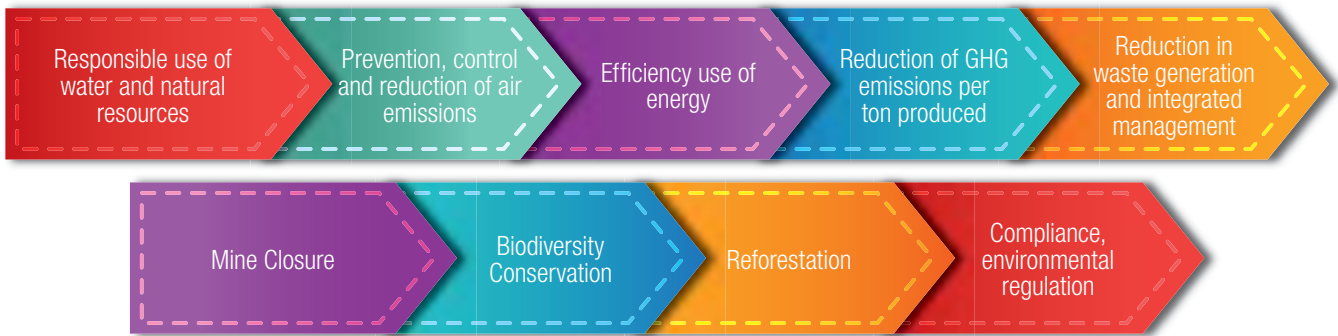 Responsible use of
water and natural
resources
Prevention, control
and reduction of air
emissions
Efficiency use of
energy
Reduction of GHG
emissions per
ton produced
Reduction in
waste generation
and integrated
management
Mine Closure
Biodiversity
Conservation
Reforestation
Compliance,
environmental
regulation